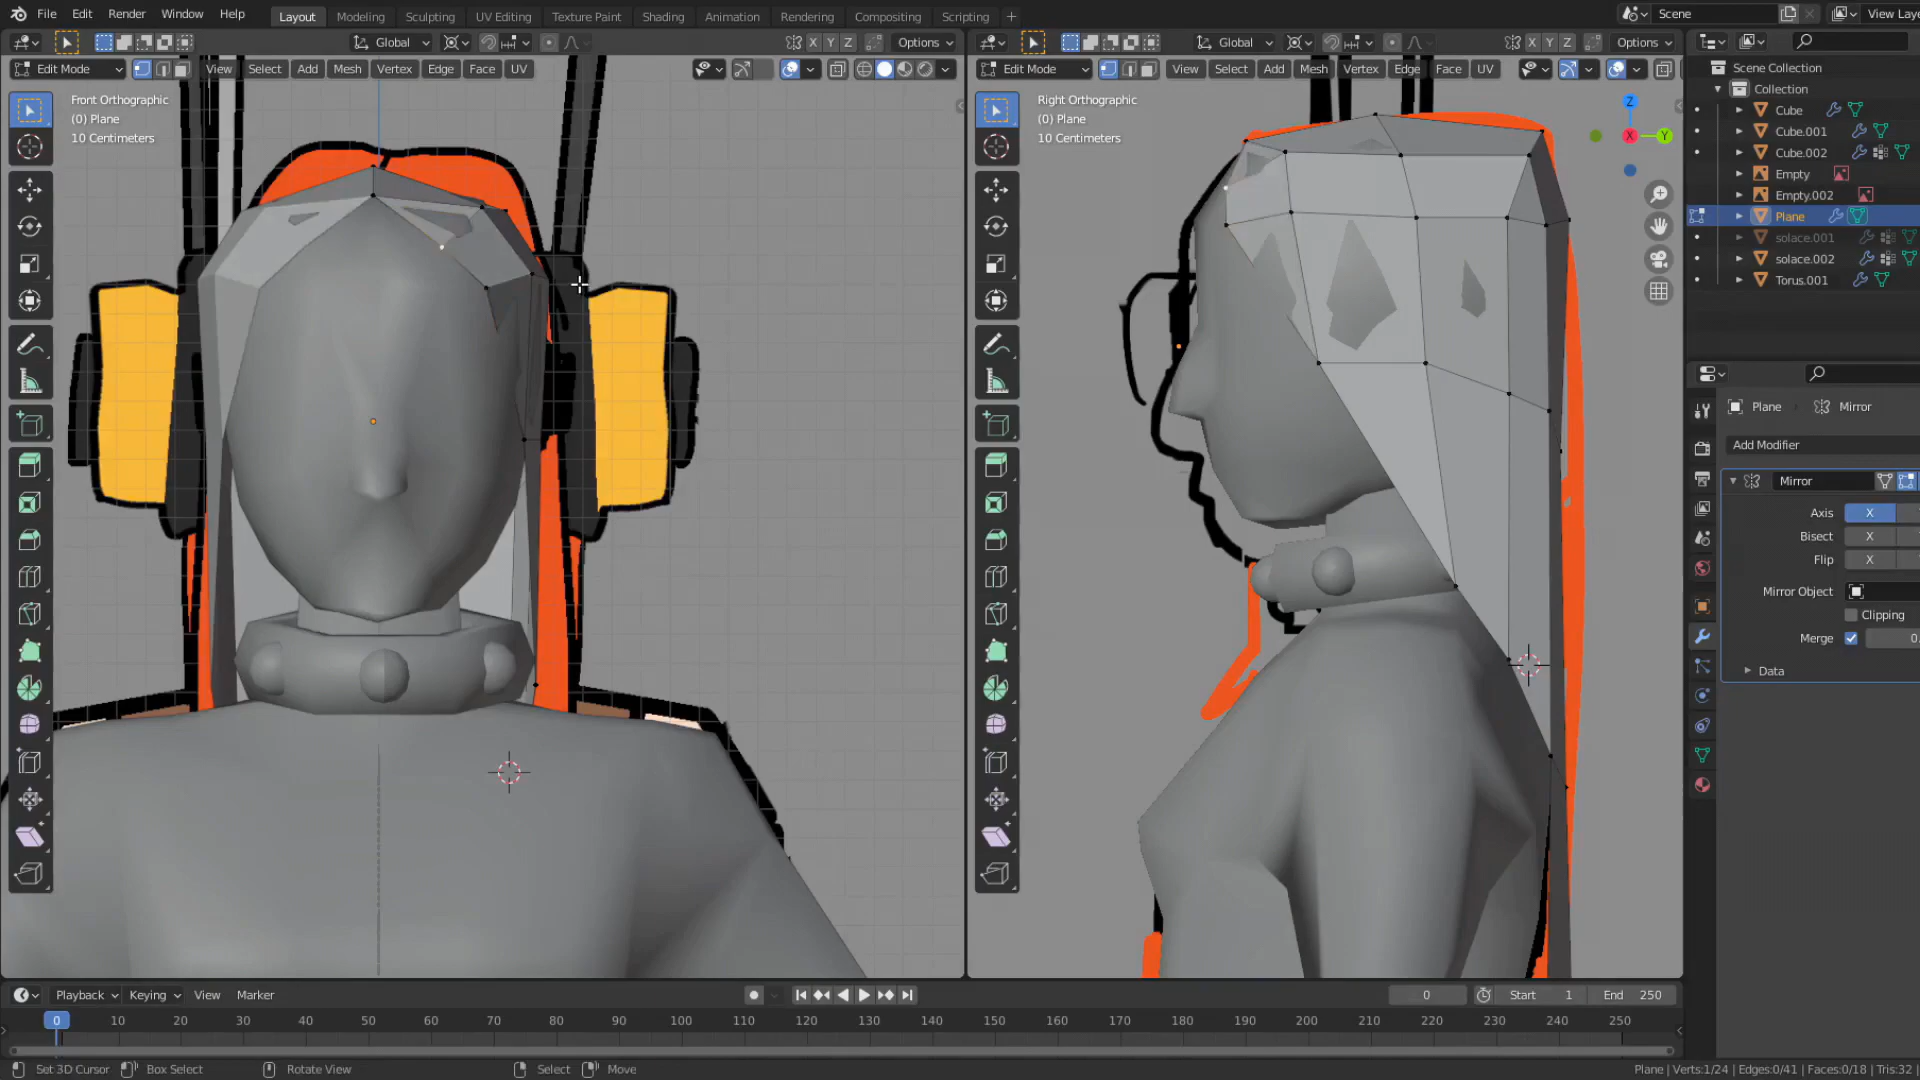 File Edit Render Window Help Layout Modeling Sculpting UV Editing Texture Paint Shading Animation Rendering Compositing Scripting + Scene View Laye
Global X Y Z Options Global X Y Z Options
Edit Mode View Select Add Mesh Vertex Edge Face UV Edit Mode View Select Add Mesh Vertex Edge Face UV
Scene Collection
Collection
Cube
Cube.001
Cube.002
Empty
Empty.002
Plane
solace.001
solace.002
Torus.001
Front Orthographic
(0) Plane
10 Centimeters
Right Orthographic
(0) Plane
10 Centimeters
Z
X
Y
Plane Mirror
Add Modifier
Mirror
Axis X
Bisect X
Flip X
Mirror Object
Clipping
Merge 0.
Data
Playback Keying View Marker 0 Start 1 End 250
0 10 20 30 40 50 60 70 80 90 100 110 120 130 140 150 160 170 180 190 200 210 220 230 240 250
Set 3D Cursor Box Select Rotate View Select Move Plane | Verts:1/24 | Edges:0/41 | Faces:0/18 | Tris:32